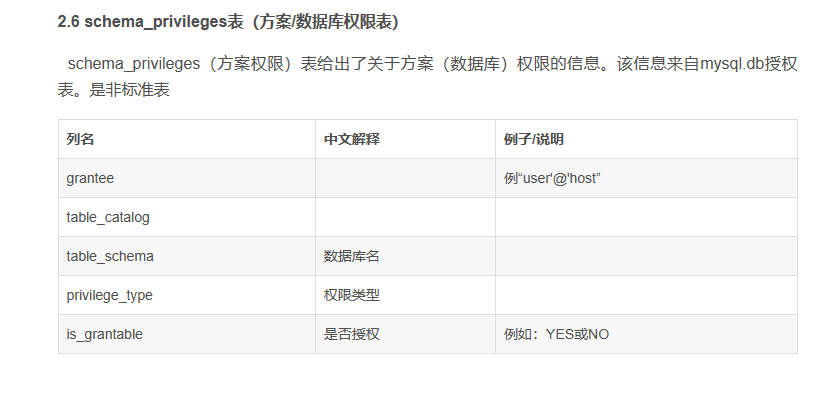 2.6 schema_privileges表（方案/数据库权限表）
schema_privileges（方案权限）表给出了关于方案（数据库）权限的信息。该信息来自mysql.db授权
表。是非标准表
列名 中文解释 例子/说明
grantee 例“user'@'host”
table_catalog
table_schema 数据库名
privilege_type 权限类型
is_grantable 是否授权 例如：YES或NO